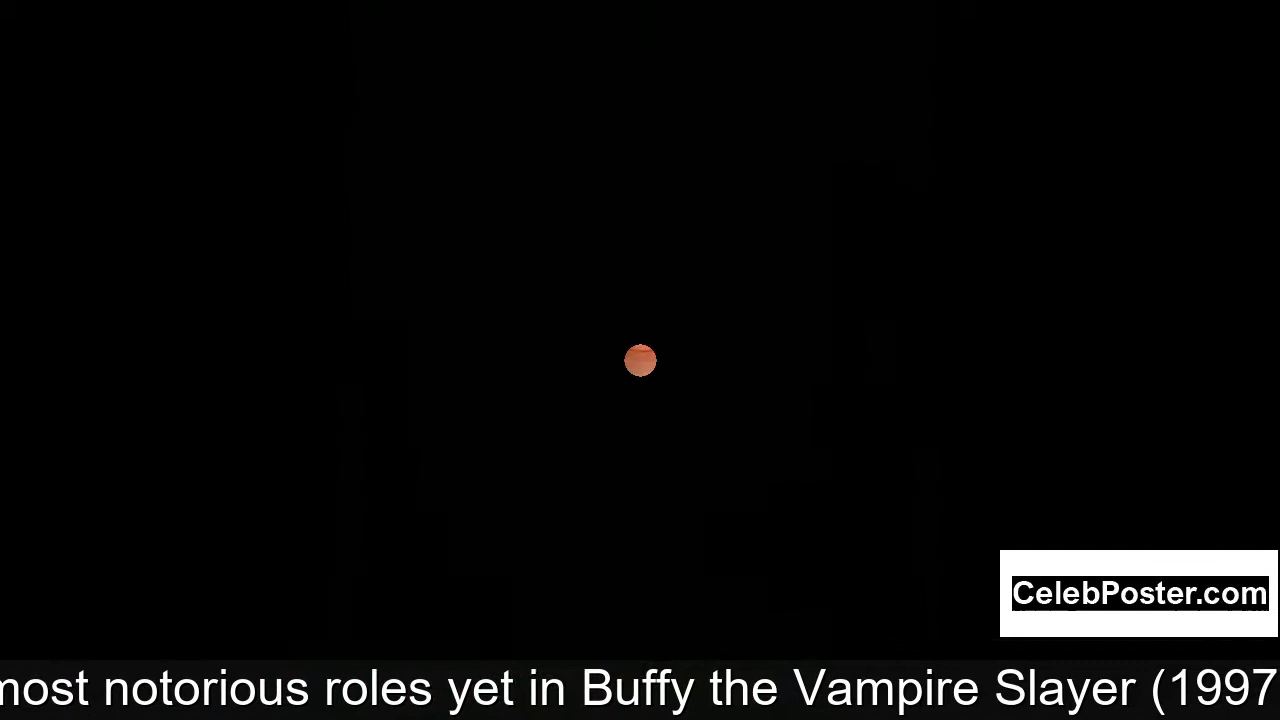 CelebPoster.com
most notorious roles yet in Buffy the Vampire Slayer (1997